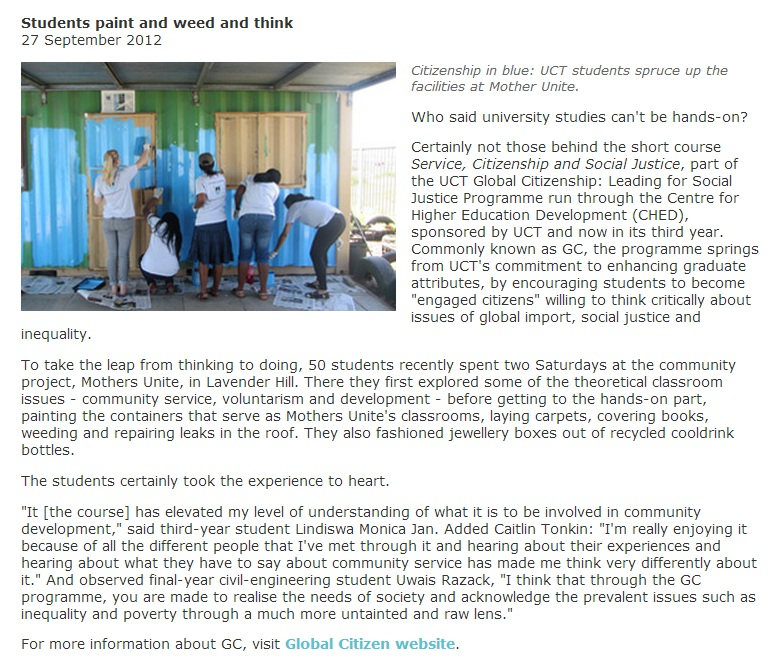 Students paint and weed and think
27 September 2012
Citizenship in blue: UCT students spruce up the
facilities at Mother Unite.
Who said university studies can't be hands-on?
Certainly not those behind the short course
Service, Citizenship and Social Justice, part of
the UCT Global Citizenship: Leading for Social
Justice Programme run through the Centre for
Higher Education Development (CHED),
sponsored by UCT and now in its third year.
Commonly known as GC, the programme springs
from UCT's commitment to enhancing graduate
attributes, by encouraging students to become
"engaged citizens" willing to think critically about
issues of global import, social justice and
inequality.
To take the leap from thinking to doing, 50 students recently spent two Saturdays at the community
project, Mothers Unite, in Lavender Hill. There they first explored some of the theoretical classroom
issues - community service, voluntarism and development - before getting to the hands-on part,
painting the containers that serve as Mothers Unite's classrooms, laying carpets, covering books,
weeding and repairing leaks in the roof. They also fashioned jewellery boxes out of recycled cooldrink
bottles.
The students certainly took the experience to heart.
"It [the course] has elevated my level of understanding of what it is to be involved in community
development," said third-year student Lindiswa Monica Jan. Added Caitlin Tonkin: "I'm really enjoying it
because of all the different people that I've met through it and hearing about their experiences and
hearing about what they have to say about community service has made me think very differently about
it." And observed final-year civil-engineering student Uwais Razack, "I think that through the GC
programme, you are made to realise the needs of society and acknowledge the prevalent issues such as
inequality and poverty through a much more untainted and raw lens."
For more information about GC, visit Global Citizen website.